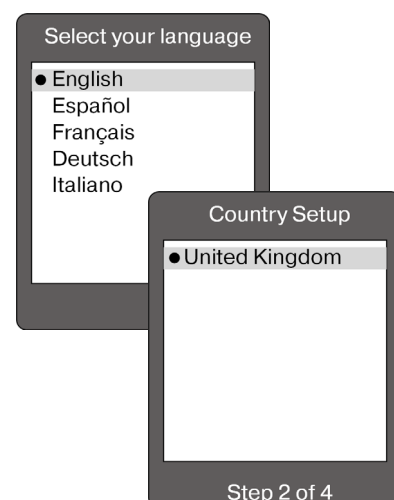 Select your language
English
Español
Français
Deutsch
Italiano
Country Setup
United Kingdom
Step 2 of 4